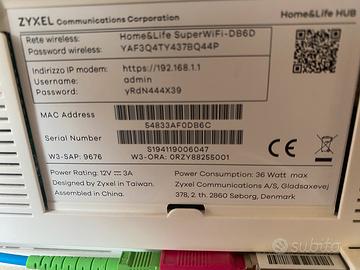 ZYXEL Communications Corporation
Home&Life HUB
Rete wireless: Home&Life SuperWiFi-DB6D
Password wireless: YAF3Q4TY437BQ44P
Indirizzo IP modem: https://192.168.1.1
Username: admin
Password: yRdN444X39
MAC Address
54833AF0DB6C
Serial Number
S194119006047
W3-SAP: 9676 W3-ORA: 0RZY88255001
CE
Power Rating: 12V ⎓ 3A
Power Consumption: 36 Watt max
Designed by Zyxel in Taiwan.
Zyxel Communications A/S, Gladsaxevej
Assembled in China.
378, 2. th. 2860 Søborg, Denmark
subito